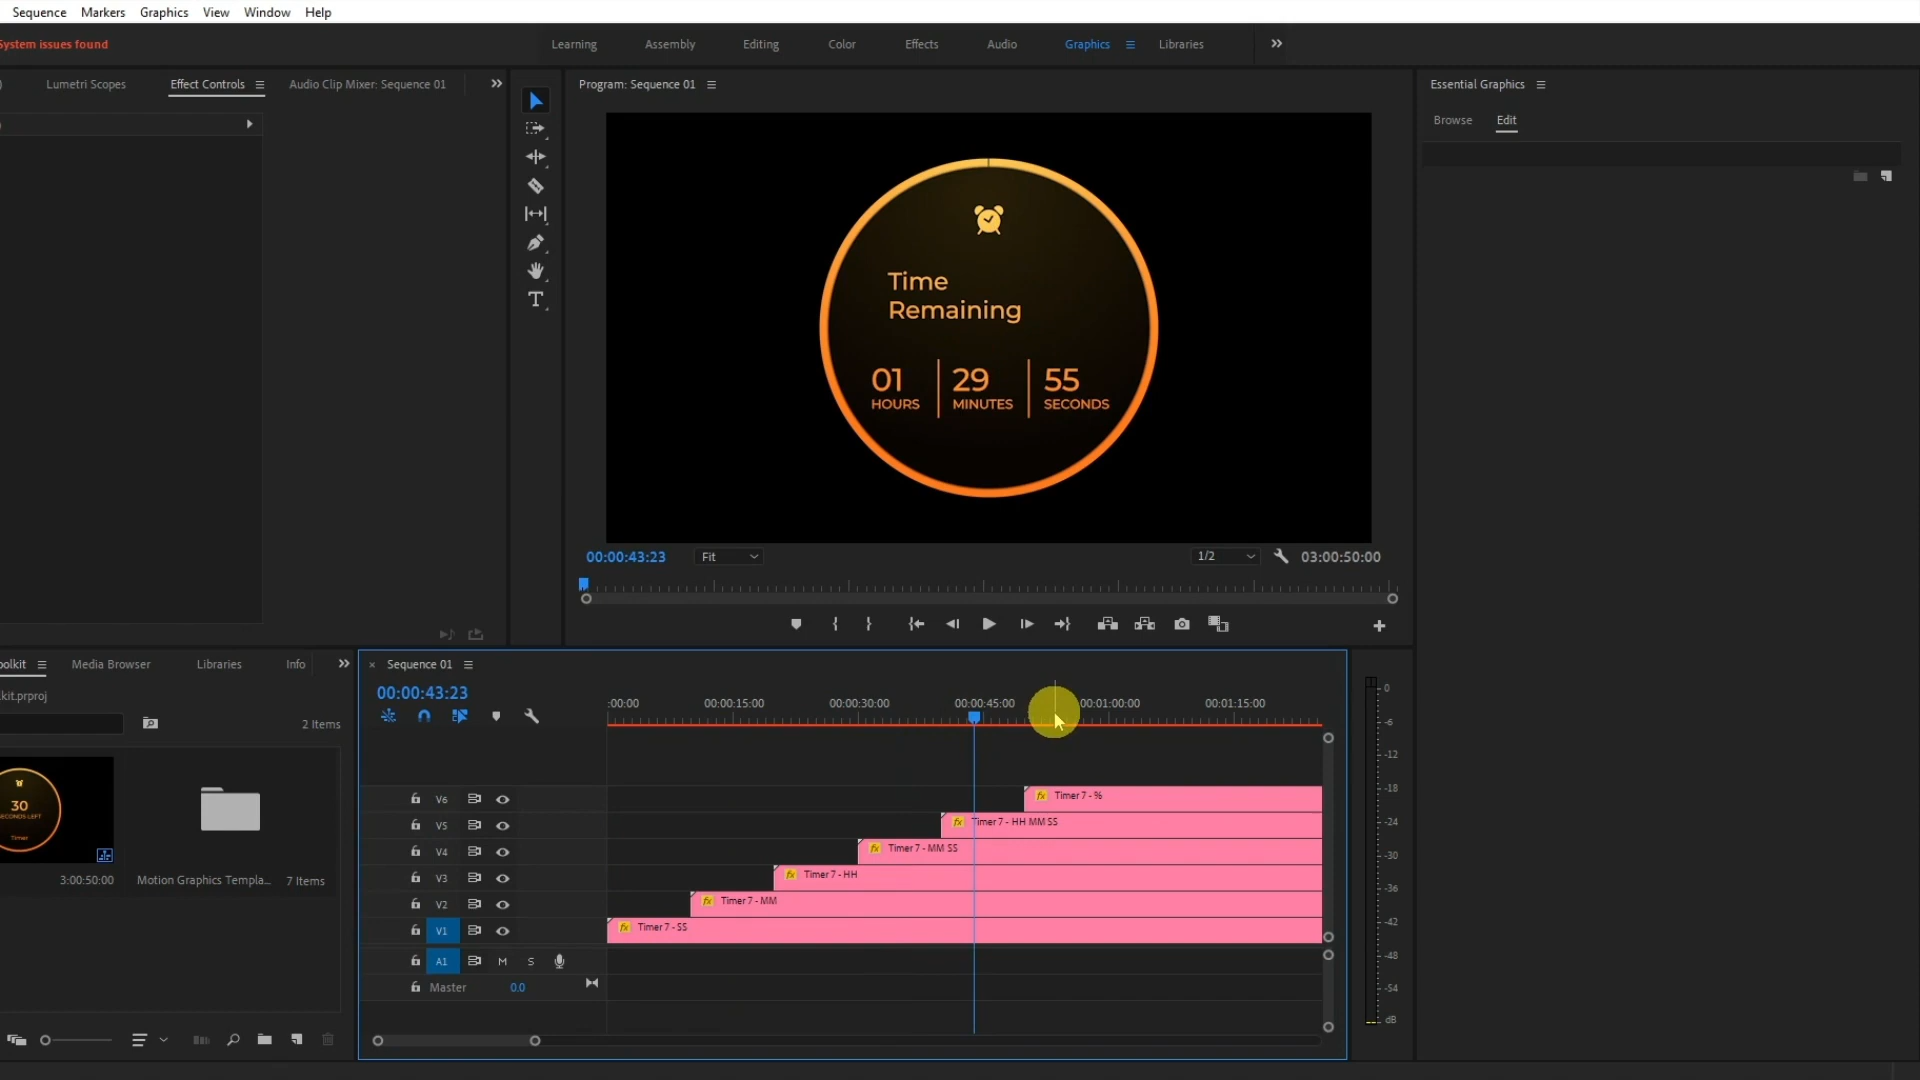 Sequence Markers Graphics View Window Help
System issues found
Learning Assembly Editing Color Effects Audio Graphics Libraries
Lumetri Scopes Effect Controls Audio Clip Mixer: Sequence 01
Program: Sequence 01
Essential Graphics
Browse Edit
Time
Remaining
01 29 55
HOURS MINUTES SECONDS
00:00:43:23 Fit 1/2 03:00:50:00
oolkit Media Browser Libraries Info
kit.prproj
2 Items
30
SECONDS LEFT
Timer
3:00:50:00 Motion Graphics Templa... 7 Items
× Sequence 01
00:00:43:23
:00:00 00:00:15:00 00:00:30:00 00:00:45:00 00:01:00:00 00:01:15:00
V6 fx Timer 7 - %
V5 fx Timer 7 - HH MM SS
V4 fx Timer 7 - MM SS
V3 fx Timer 7 - HH
V2 fx Timer 7 - MM
V1 fx Timer 7 - SS
A1 M S
Master 0.0
0
-6
-12
-18
-24
-30
-36
-42
-48
-54
dB